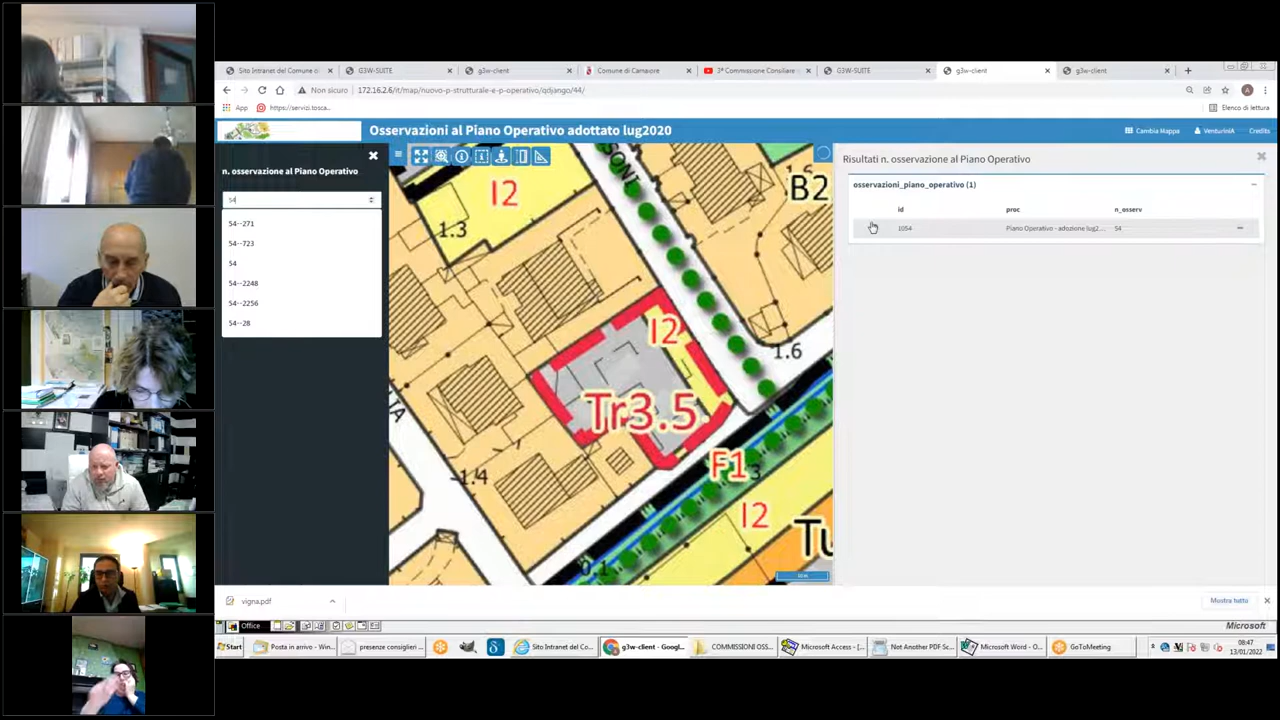 Sito Intranet del Comune di
G3W-SUITE
g3w-client
Comune di Camaiore
3ª Commissione Consiliare
G3W-SUITE
g3w-client
g3w-client
Non sicuro
172.16.2.6/it/map/nuovo-p-strutturale-e-p-operativo/qdjango/44/
App
https://servizi.tosca...
Elenco di lettura
Osservazioni al Piano Operativo adottato lug2020
Cambia Mappa
VenturiniA
Credits
n. osservazione al Piano Operativo
54
54--271
54--723
54
54--2248
54--2256
54--28
I2
1.3
SONI
B2
I2
1.6
Tr3.5
1.4
F1
I2
0.1
Tu
Risultati n. osservazione al Piano Operativo
osservazioni_piano_operativo (1)
id proc n_osserv
1054 Piano Operativo - adozione lug2... 54
vigna.pdf
Mostra tutto
Office
Microsoft
Start
Posta in arrivo - Win...
presenze consiglieri ...
Sito Intranet del Co...
g3w-client - Googl...
COMMISSIONI OSS...
Microsoft Access - [...
Not Another PDF Sc...
Microsoft Word - O...
GoToMeeting
08:47
13/01/2022